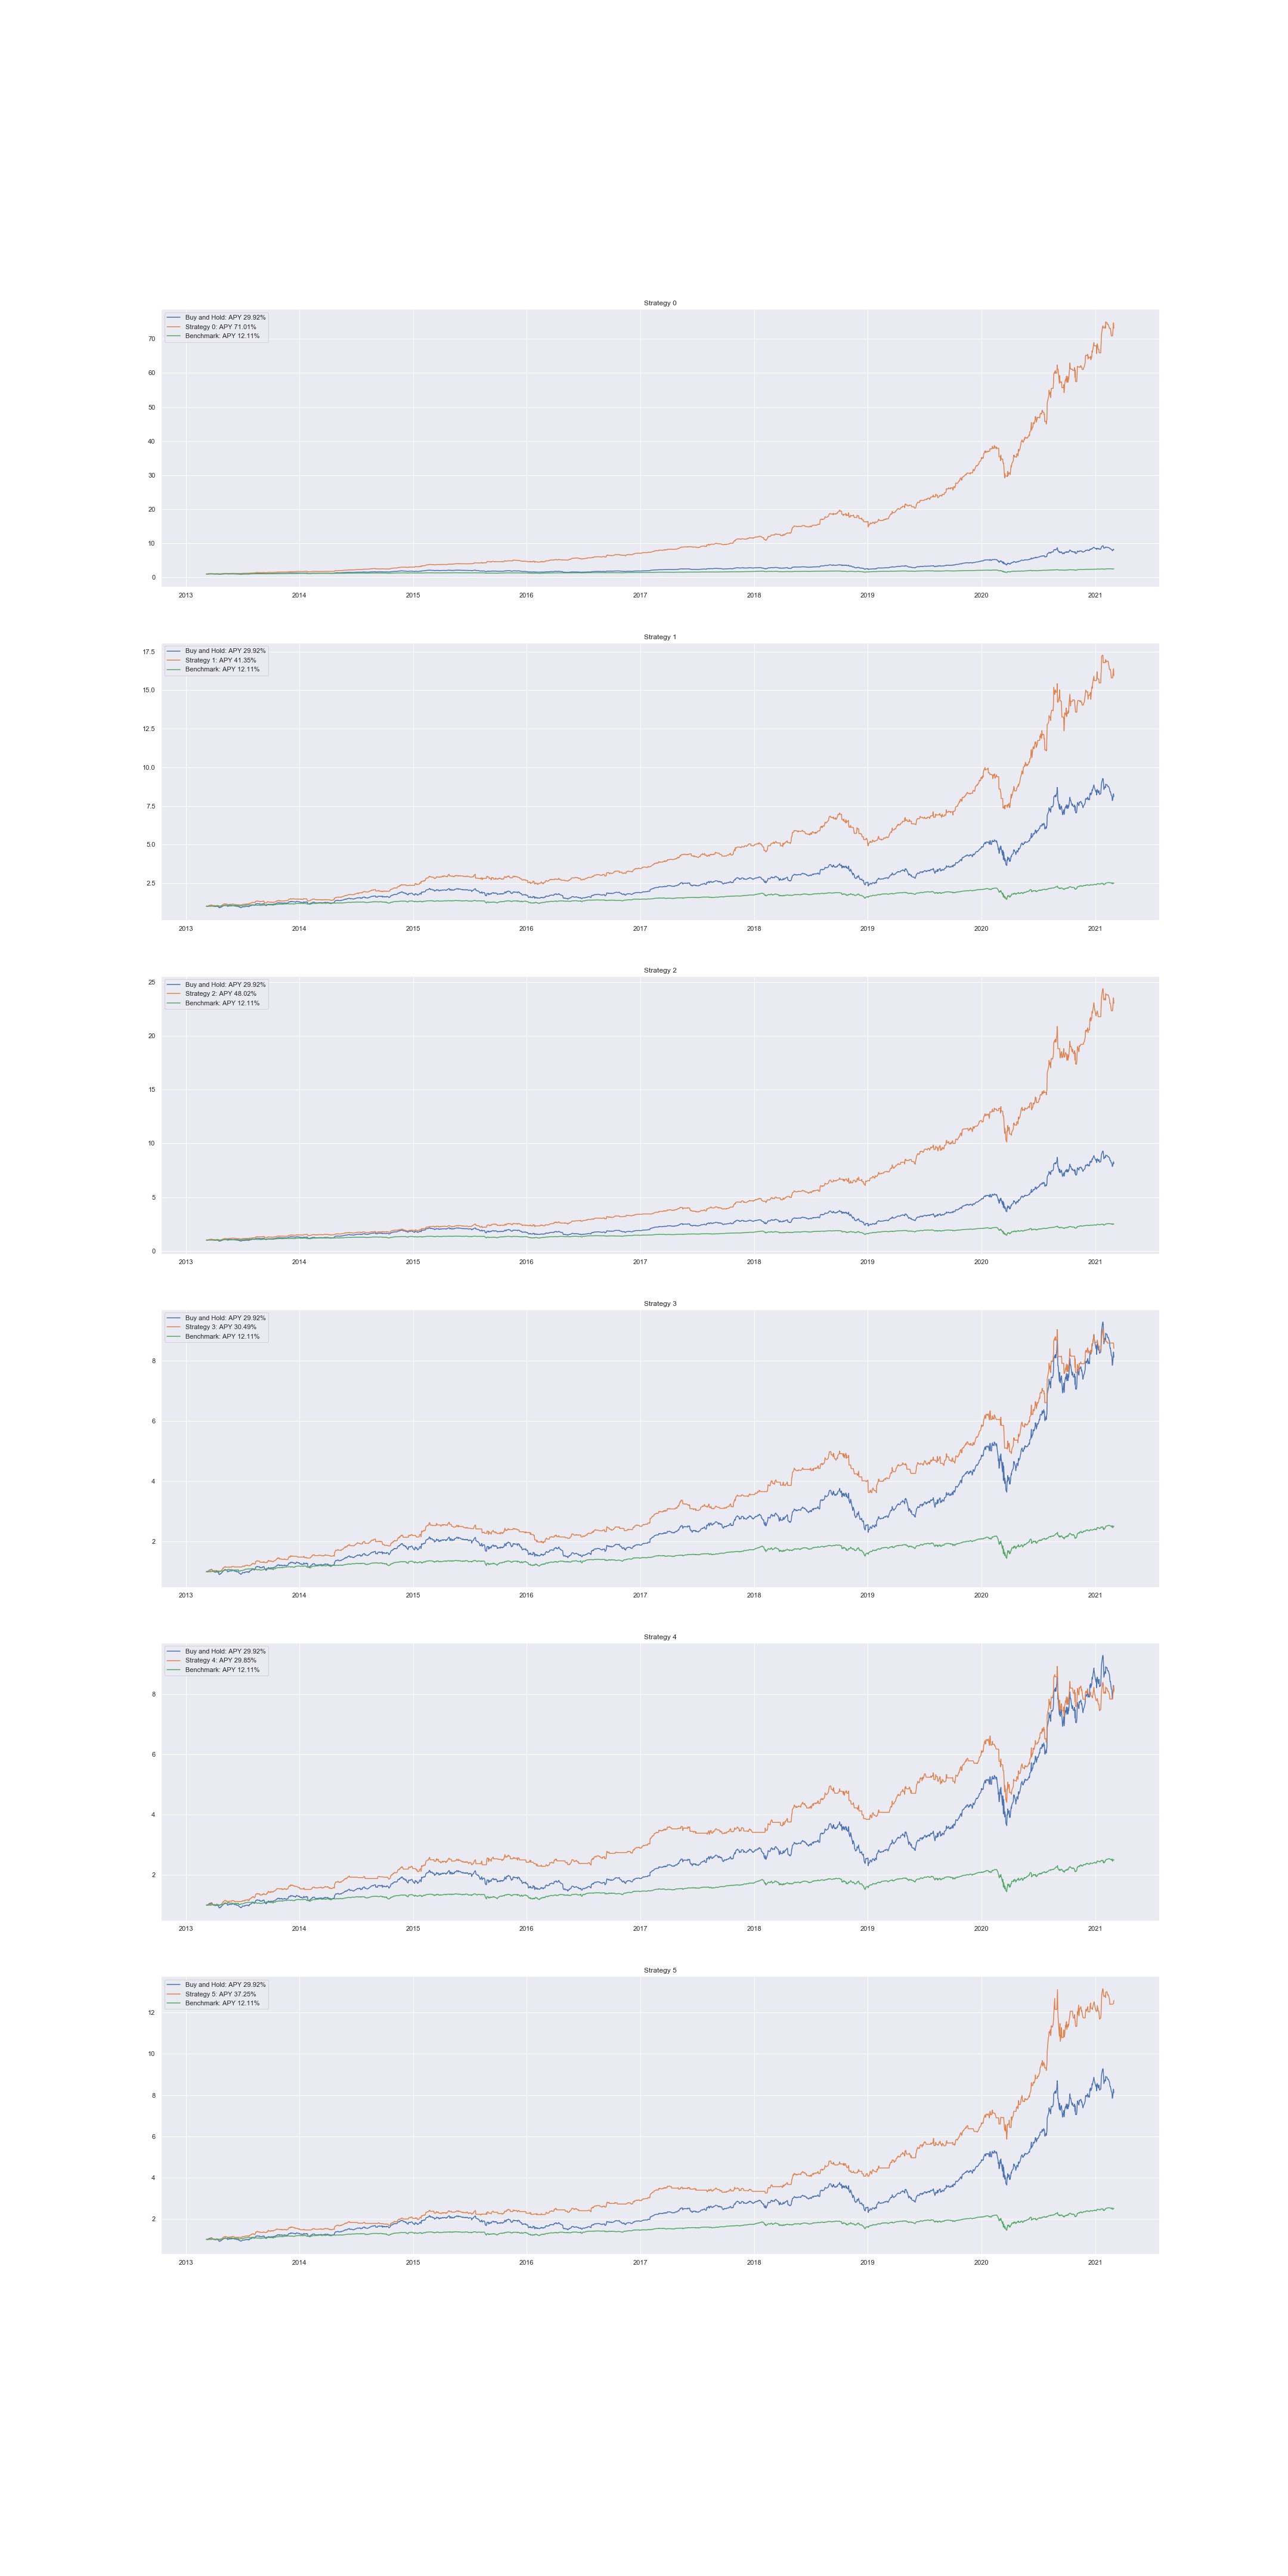 Strategy 0
Buy and Hold: APY 29.92%
Strategy 0: APY 71.01%
Benchmark: APY 12.11%
70
60
50
40
30
20
10
0
2013 2014 2015 2016 2017 2018 2019 2020 2021
Strategy 1
Buy and Hold: APY 29.92%
Strategy 1: APY 41.35%
Benchmark: APY 12.11%
17.5
15.0
12.5
10.0
7.5
5.0
2.5
2013 2014 2015 2016 2017 2018 2019 2020 2021
Strategy 2
Buy and Hold: APY 29.92%
Strategy 2: APY 48.02%
Benchmark: APY 12.11%
25
20
15
10
5
0
2013 2014 2015 2016 2017 2018 2019 2020 2021
Strategy 3
Buy and Hold: APY 29.92%
Strategy 3: APY 30.49%
Benchmark: APY 12.11%
8
6
4
2
2013 2014 2015 2016 2017 2018 2019 2020 2021
Strategy 4
Buy and Hold: APY 29.92%
Strategy 4: APY 29.85%
Benchmark: APY 12.11%
8
6
4
2
2013 2014 2015 2016 2017 2018 2019 2020 2021
Strategy 5
Buy and Hold: APY 29.92%
Strategy 5: APY 37.25%
Benchmark: APY 12.11%
12
10
8
6
4
2
2013 2014 2015 2016 2017 2018 2019 2020 2021